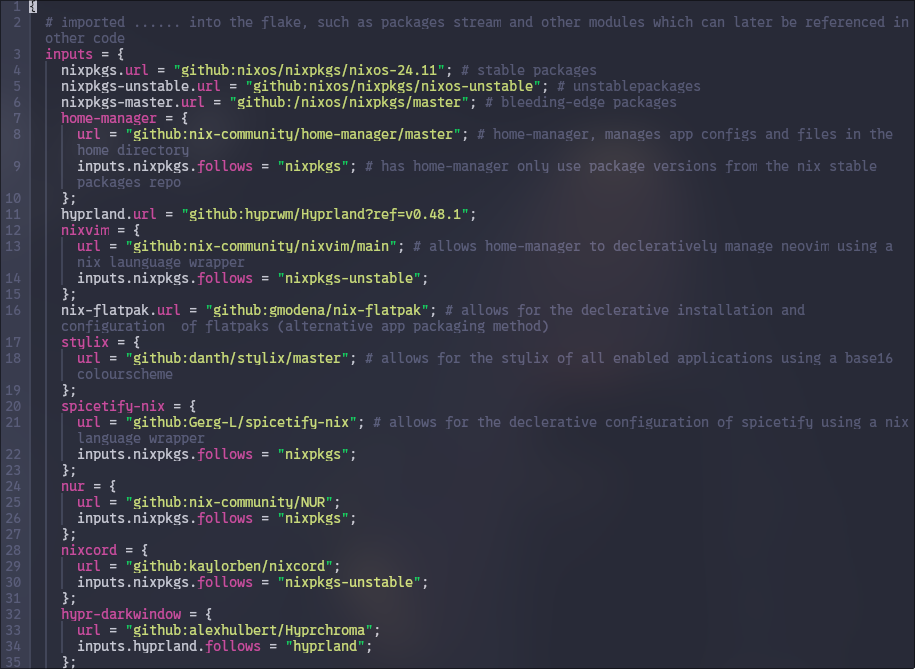 1 {
2 # imported ...... into the flake, such as packages stream and other modules which can later be referenced in
other code
3 inputs = {
4 nixpkgs.url = "github:nixos/nixpkgs/nixos-24.11"; # stable packages
5 nixpkgs-unstable.url = "github:nixos/nixpkgs/nixos-unstable"; # unstablepackages
6 nixpkgs-master.url = "github:/nixos/nixpkgs/master"; # bleeding-edge packages
7 home-manager = {
8 url = "github:nix-community/home-manager/master"; # home-manager, manages app configs and files in the
home directory
9 inputs.nixpkgs.follows = "nixpkgs"; # has home-manager only use package versions from the nix stable
packages repo
10 };
11 hyprland.url = "github:hyprwm/Hyprland?ref=v0.48.1";
12 nixvim = {
13 url = "github:nix-community/nixvim/main"; # allows home-manager to decleratively manage neovim using a
nix launguage wrapper
14 inputs.nixpkgs.follows = "nixpkgs-unstable";
15 };
16 nix-flatpak.url = "github:gmodena/nix-flatpak"; # allows for the declerative installation and
configuration  of flatpaks (alternative app packaging method)
17 stylix = {
18 url = "github:danth/stylix/master"; # allows for the stylix of all enabled applications using a base16
colourscheme
19 };
20 spicetify-nix = {
21 url = "github:Gerg-L/spicetify-nix"; # allows for the declerative configuration of spicetify using a nix
language wrapper
22 inputs.nixpkgs.follows = "nixpkgs";
23 };
24 nur = {
25 url = "github:nix-community/NUR";
26 inputs.nixpkgs.follows = "nixpkgs";
27 };
28 nixcord = {
29 url = "github:kaylorben/nixcord";
30 inputs.nixpkgs.follows = "nixpkgs-unstable";
31 };
32 hypr-darkwindow = {
33 url = "github:alexhulbert/Hyprchroma";
34 inputs.hyprland.follows = "hyprland";
35 };